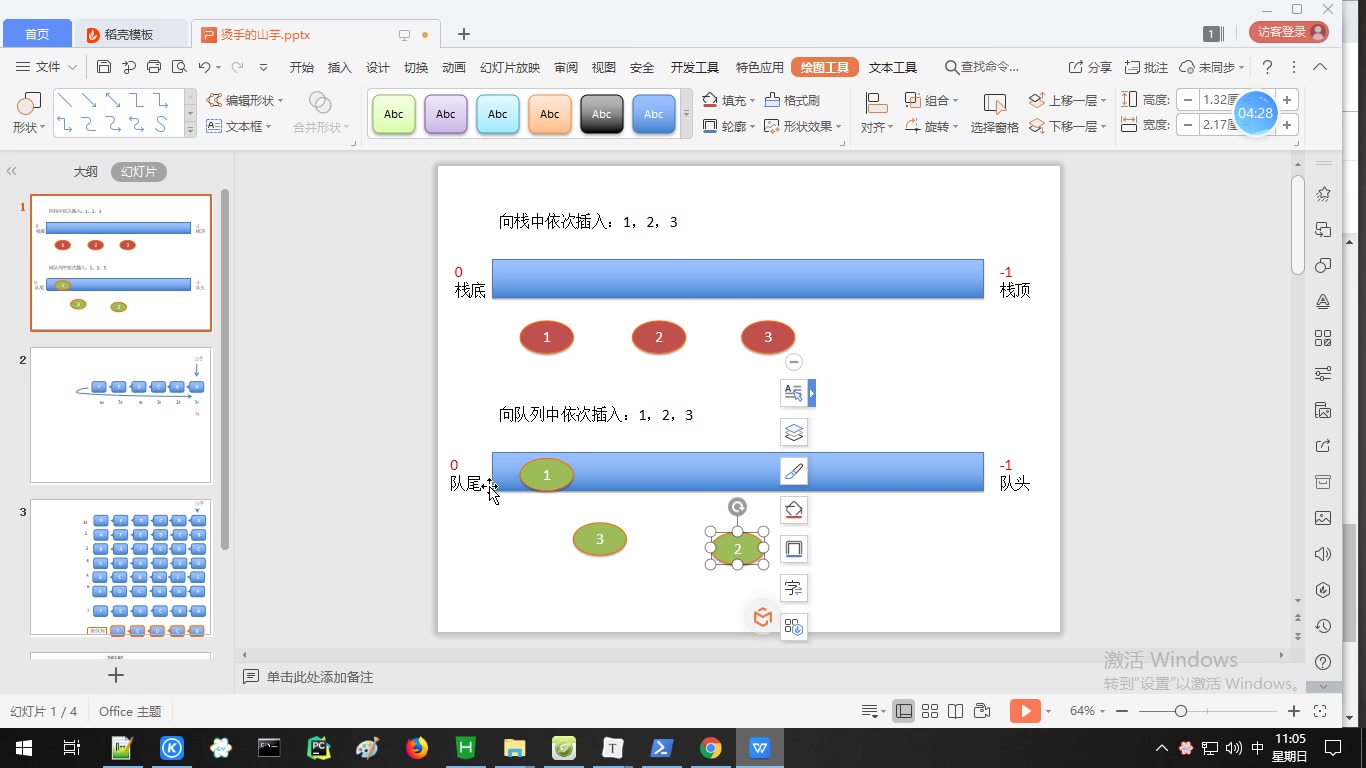 首页
稻壳模板
烫手的山芋.pptx
1
访客登录
文件
开始
插入
设计
切换
动画
幻灯片放映
审阅
视图
安全
开发工具
特色应用
绘图工具
文本工具
查找命令...
分享
批注
未同步
形状
编辑形状
文本框
合并形状
Abc
Abc
Abc
Abc
Abc
Abc
填充
格式刷
轮廓
形状效果
对齐
组合
旋转
选择窗格
上移一层
下移一层
高度:
1.32厘
宽度:
2.17厘
04:28
大纲
幻灯片
1
2
3
向栈中依次插入：1，2，3
0
栈底
-1
栈顶
1
2
3
向队列中依次插入：1，2，3
0
队尾
-1
队头
1
3
2
字
单击此处添加备注
激活 Windows
转到"设置"以激活 Windows。
幻灯片 1 / 4
Office 主题
64%
中
11:05
星期日